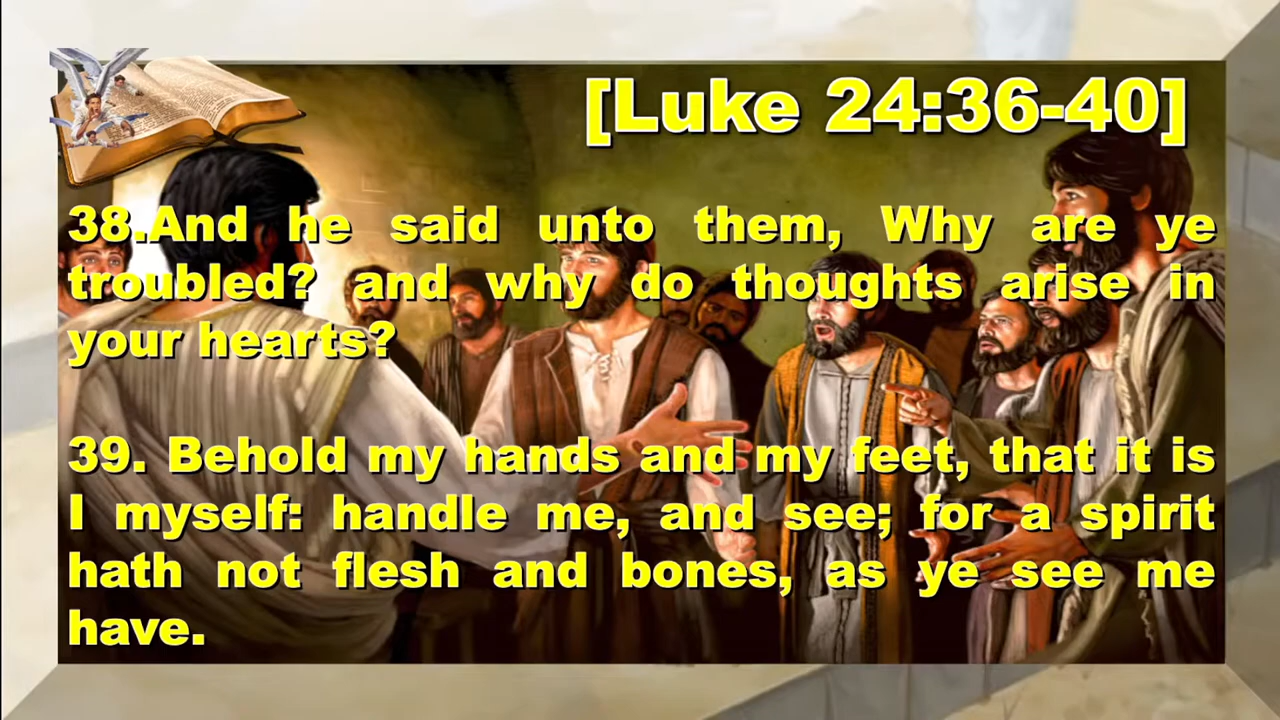 [Luke 24:36-40]
38.And he said unto them, Why are ye
troubled? and why do thoughts arise in
your hearts?
39. Behold my hands and my feet, that it is
I myself: handle me, and see; for a spirit
hath not flesh and bones, as ye see me
have.